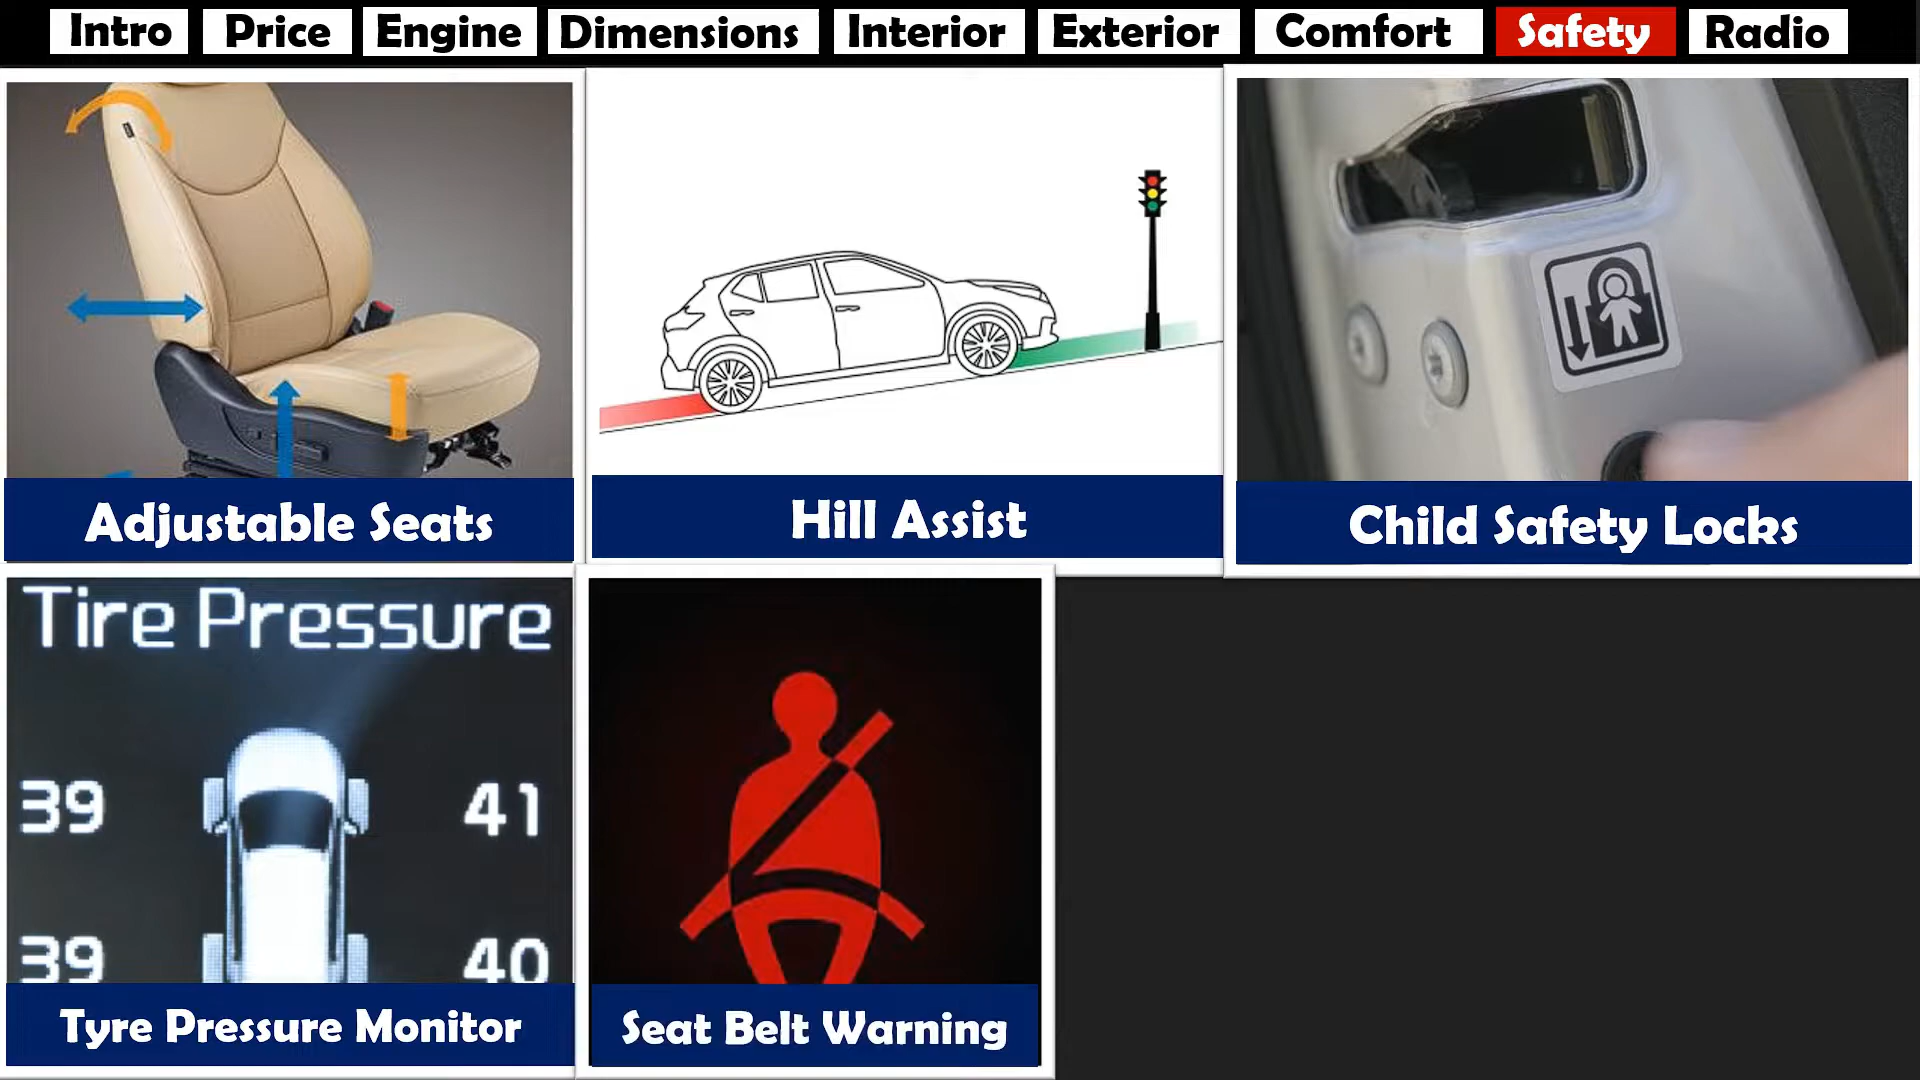 Intro Price Engine Dimensions Interior Exterior Comfort Safety Radio
Adjustable Seats
Hill Assist
Child Safety Locks
Tire Pressure
39 41
39 40
Tyre Pressure Monitor
Seat Belt Warning